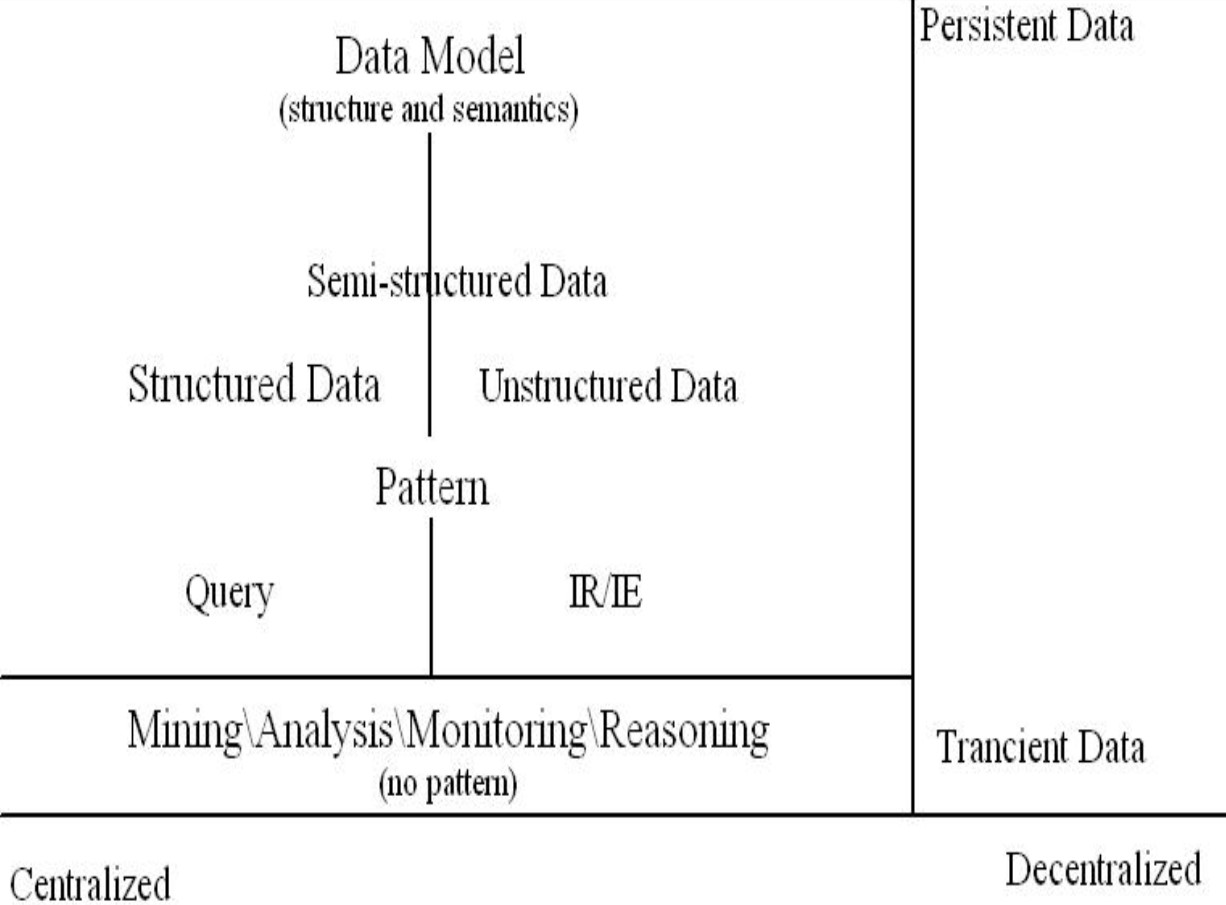 Persistent Data
Data Model
(structure and semantics)
Semi-structured Data
Structured Data
Unstructured Data
Pattern
Query
IR/IE
Mining\Analysis\Monitoring\Reasoning
(no pattern)
Trancient Data
Centralized
Decentralized